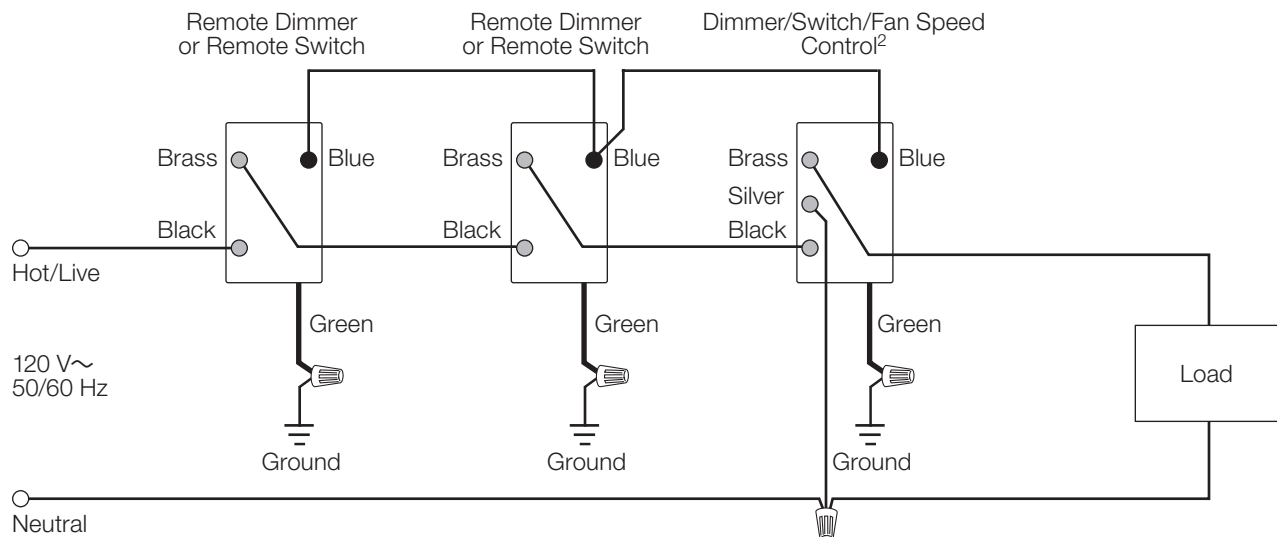 Remote Dimmer
or Remote Switch
Remote Dimmer
or Remote Switch
Dimmer/Switch/Fan Speed
Control²
Brass
Blue
Brass
Blue
Brass
Blue
Silver
Black
Black
Black
Hot/Live
Green
Green
Green
120 V~
50/60 Hz
Load
Ground
Ground
Ground
Neutral